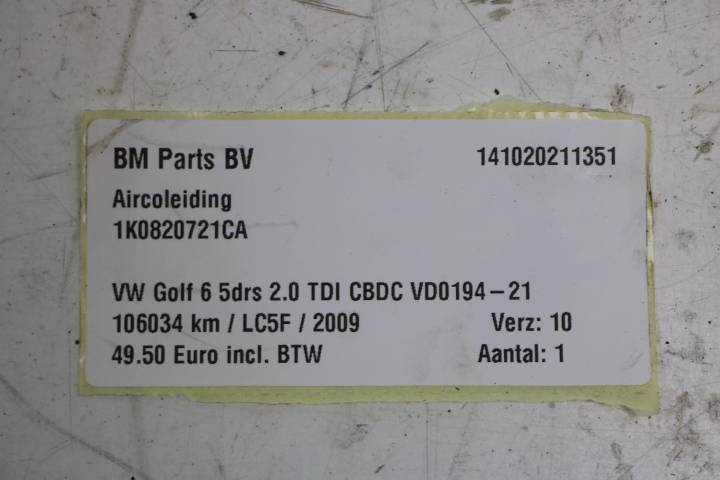 BM Parts BV 141020211351
Aircoleiding
1K0820721CA
VW Golf 6 5drs 2.0 TDI CBDC VD0194-21
106034 km / LC5F / 2009 Verz: 10
49.50 Euro incl. BTW Aantal: 1